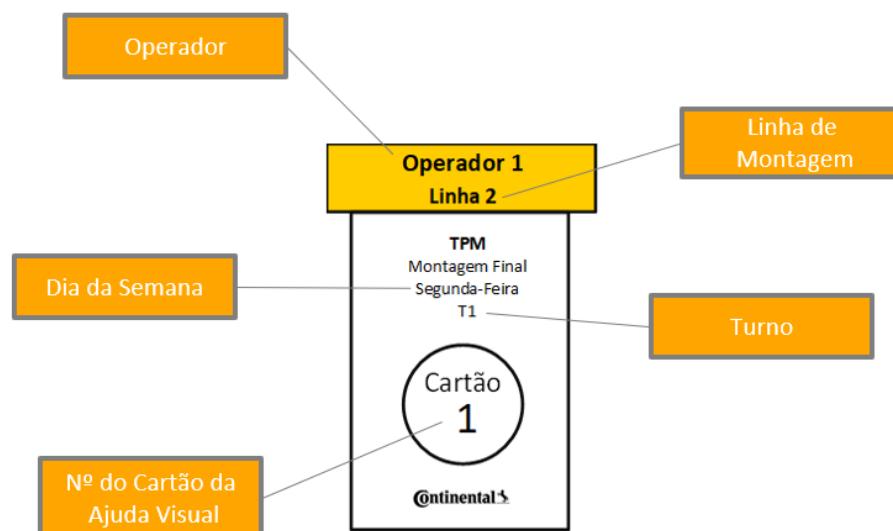 Operador
Linha de
Montagem
Operador 1
Linha 2
TPM
Montagem Final
Segunda-Feira
T1
Dia da Semana
Turno
Cartão
1
Nº do Cartão da
Ajuda Visual
Continental